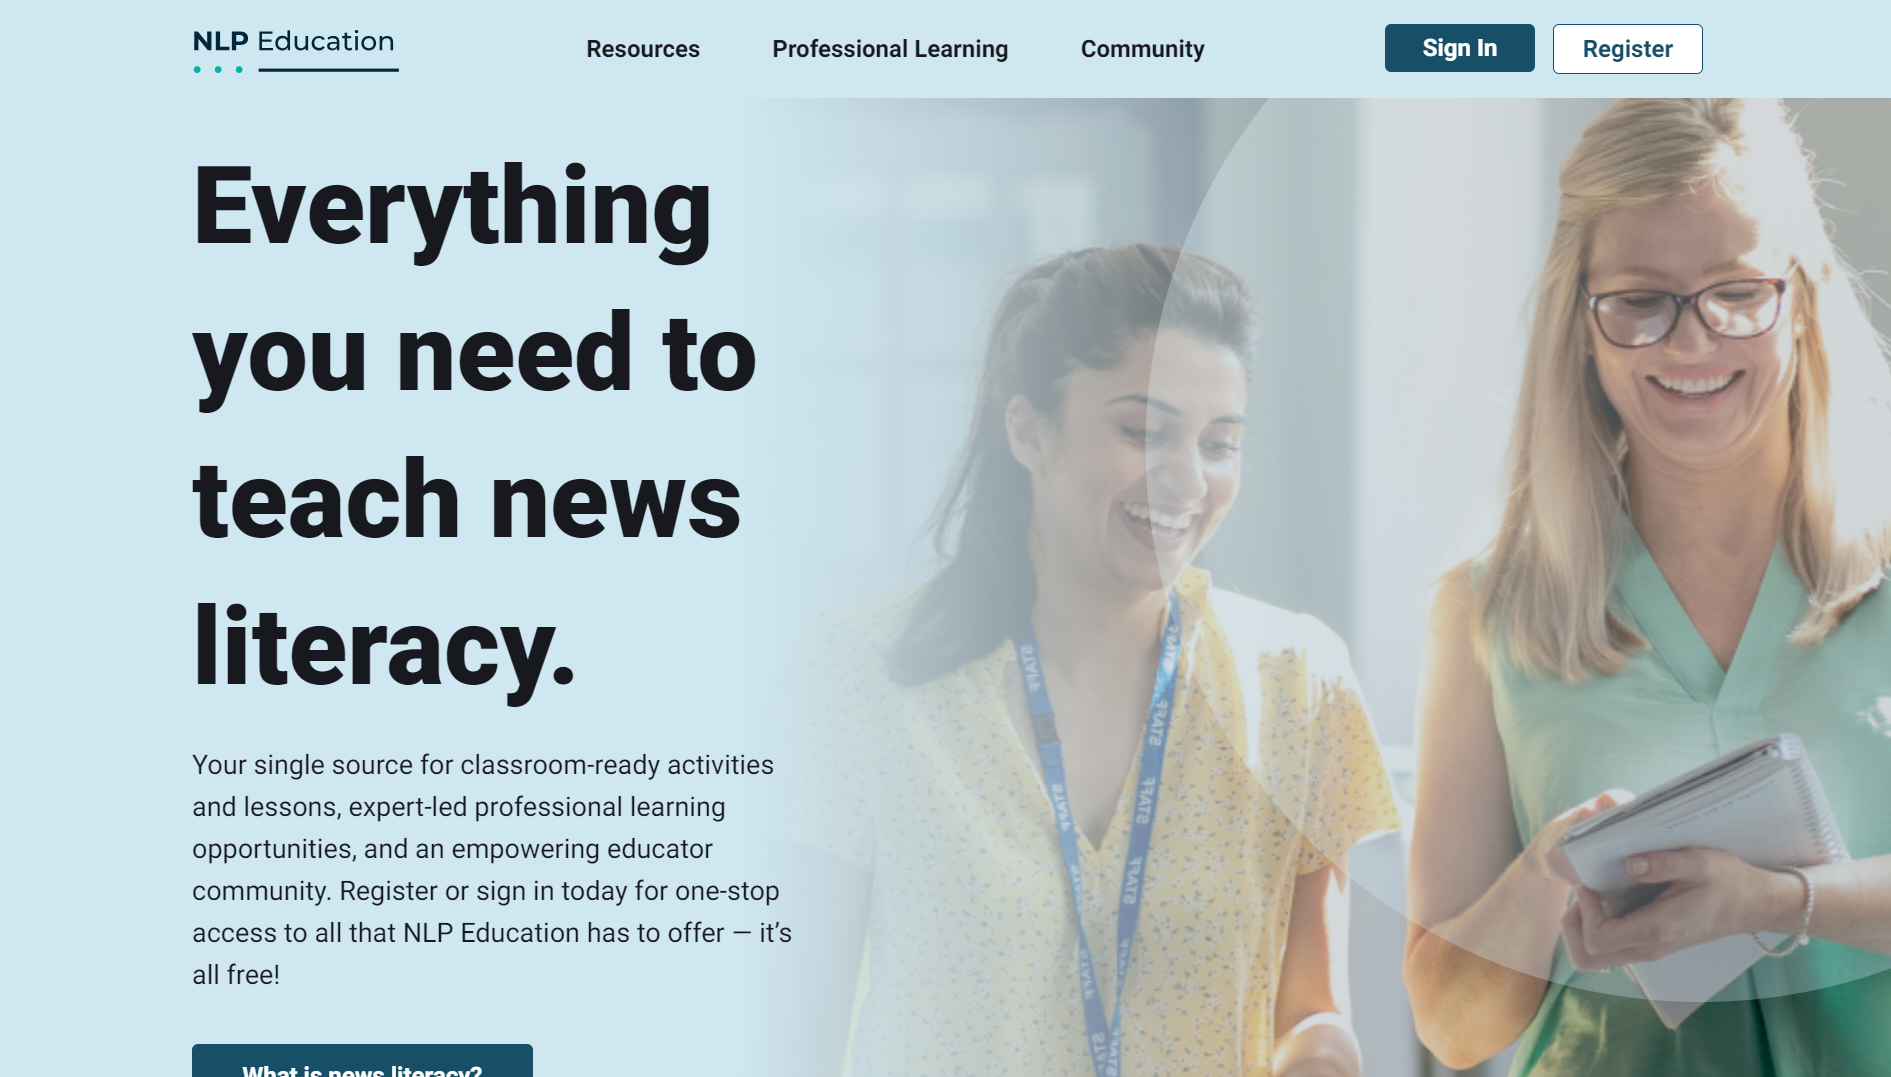 NLP Education
Resources
Professional Learning
Community
Sign In
Register
Everything
you need to
teach news
literacy.
Your single source for classroom-ready activities
and lessons, expert-led professional learning
opportunities, and an empowering educator
community. Register or sign in today for one-stop
access to all that NLP Education has to offer — it’s
all free!
What is news literacy?
STAFF
STAFF
STAFF
STAFF
STAFF
STAFF
STAFF